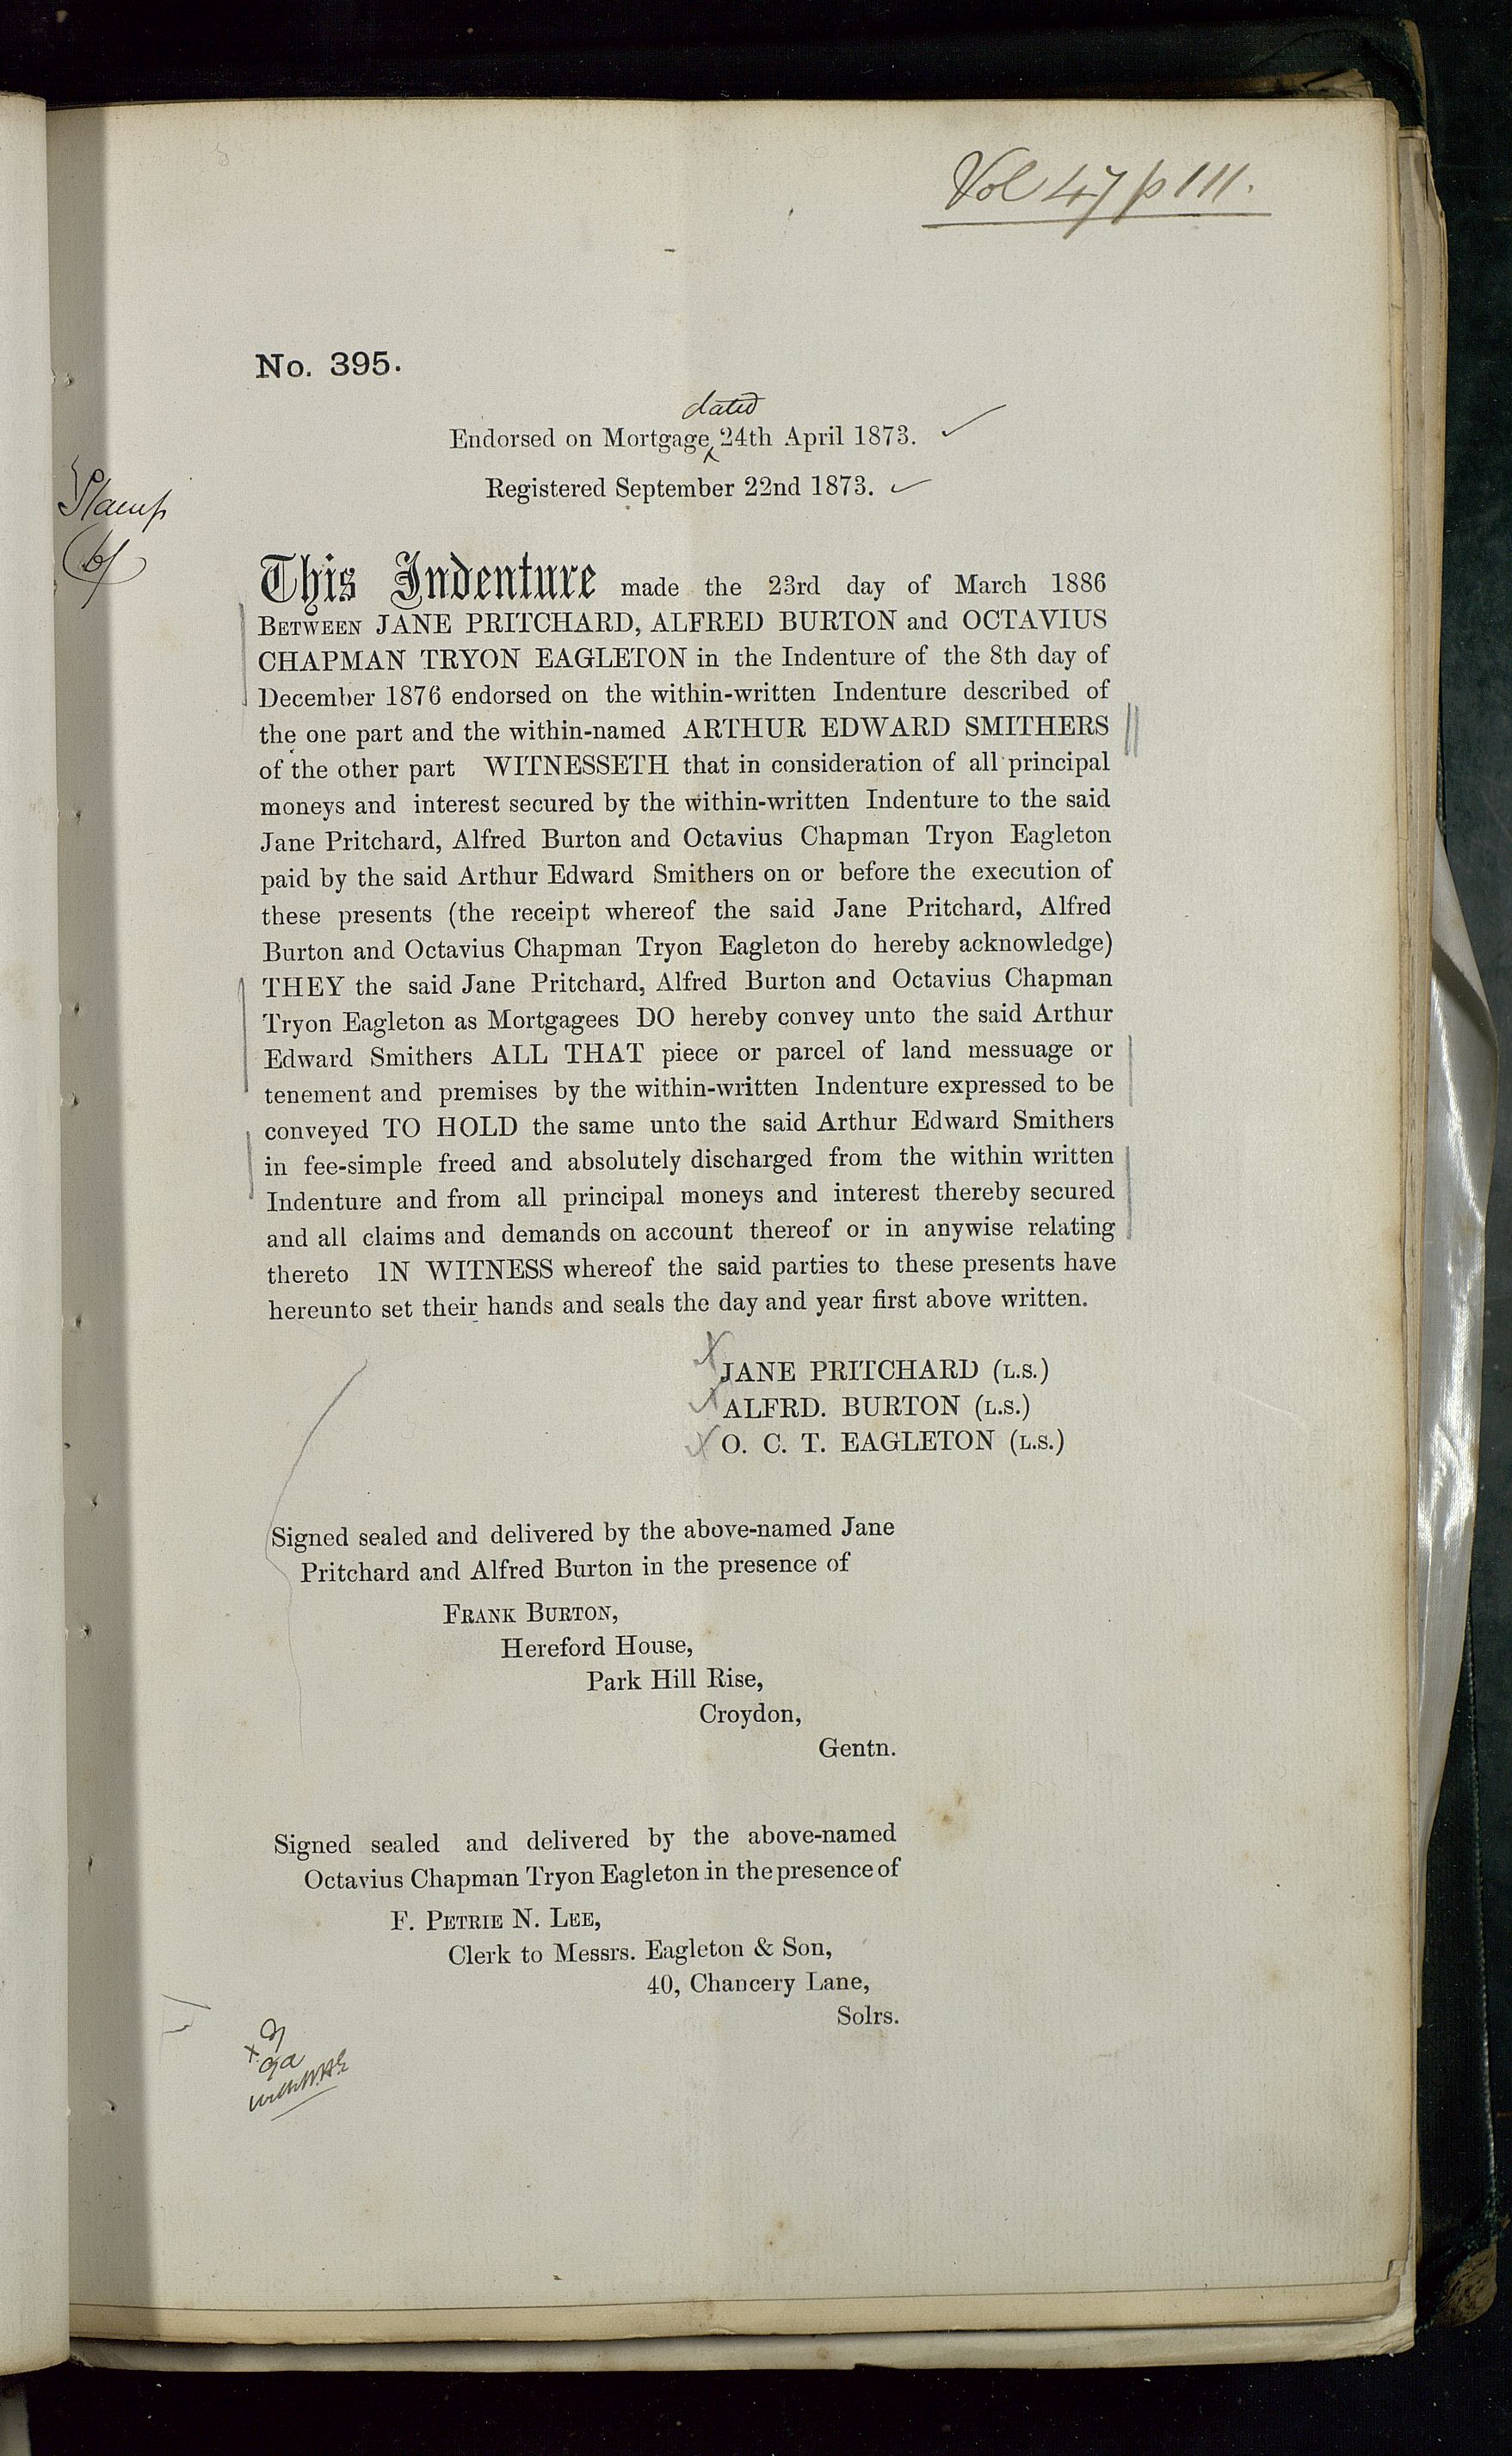 Vol 47 p 111.
No. 395.
dated
Endorsed on Mortgage 24th April 1873.
Registered September 22nd 1873.
Stamp
This Indenture made the 23rd day of March 1886
BETWEEN JANE PRITCHARD, ALFRED BURTON and OCTAVIUS
CHAPMAN TRYON EAGLETON in the Indenture of the 8th day of
December 1876 endorsed on the within-written Indenture described of
the one part and the within-named ARTHUR EDWARD SMITHERS
of the other part WITNESSETH that in consideration of all principal
moneys and interest secured by the within-written Indenture to the said
Jane Pritchard, Alfred Burton and Octavius Chapman Tryon Eagleton
paid by the said Arthur Edward Smithers on or before the execution of
these presents (the receipt whereof the said Jane Pritchard, Alfred
Burton and Octavius Chapman Tryon Eagleton do hereby acknowledge)
THEY the said Jane Pritchard, Alfred Burton and Octavius Chapman
Tryon Eagleton as Mortgagees DO hereby convey unto the said Arthur
Edward Smithers ALL THAT piece or parcel of land messuage or
tenement and premises by the within-written Indenture expressed to be
conveyed TO HOLD the same unto the said Arthur Edward Smithers
in fee-simple freed and absolutely discharged from the within written
Indenture and from all principal moneys and interest thereby secured
and all claims and demands on account thereof or in anywise relating
thereto IN WITNESS whereof the said parties to these presents have
hereunto set their hands and seals the day and year first above written.
JANE PRITCHARD (L.S.)
ALFRD. BURTON (L.S.)
O. C. T. EAGLETON (L.S.)
Signed sealed and delivered by the above-named Jane
Pritchard and Alfred Burton in the presence of
FRANK BURTON,
Hereford House,
Park Hill Rise,
Croydon,
Gentn.
Signed sealed and delivered by the above-named
Octavius Chapman Tryon Eagleton in the presence of
F. PETRIE N. LEE,
Clerk to Messrs. Eagleton & Son,
40, Chancery Lane,
Solrs.